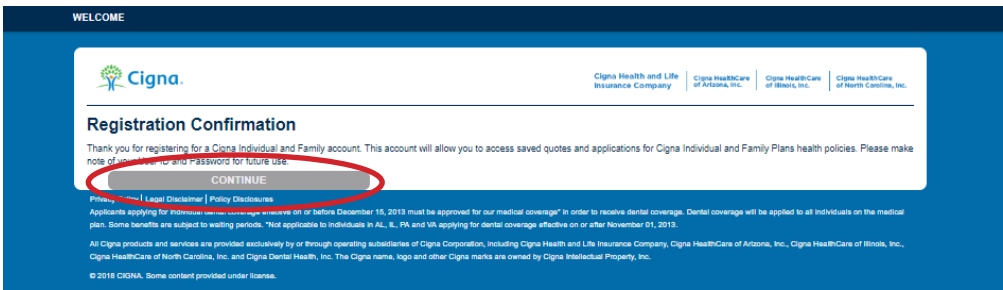 WELCOME
Cigna.
Cigna Health and Life Insurance Company
Cigna HealthCare of Arizona, Inc.
Cigna HealthCare of Illinois, Inc.
Cigna HealthCare of North Carolina, Inc.
Registration Confirmation
Thank you for registering for a Cigna Individual and Family account. This account will allow you to access saved quotes and applications for Cigna Individual and Family Plans health policies. Please make
note of your User ID and Password for future use.
CONTINUE
Privacy Policy | Legal Disclaimer | Policy Disclosures
Applicants applying for individual dental coverage effective on or before December 15, 2013 must be approved for our medical coverage* in order to receive dental coverage. Dental coverage will be applied to all individuals on the medical
plan. Some benefits are subject to waiting periods. *Not applicable to individuals in AL, IL, PA and VA applying for dental coverage effective on or after November 01, 2013.
All Cigna products and services are provided exclusively by or through operating subsidiaries of Cigna Corporation, including Cigna Health and Life Insurance Company, Cigna HealthCare of Arizona, Inc., Cigna HealthCare of Illinois, Inc.,
Cigna HealthCare of North Carolina, Inc. and Cigna Dental Health, Inc. The Cigna name, logo and other Cigna marks are owned by Cigna Intellectual Property, Inc.
© 2018 CIGNA. Some content provided under license.